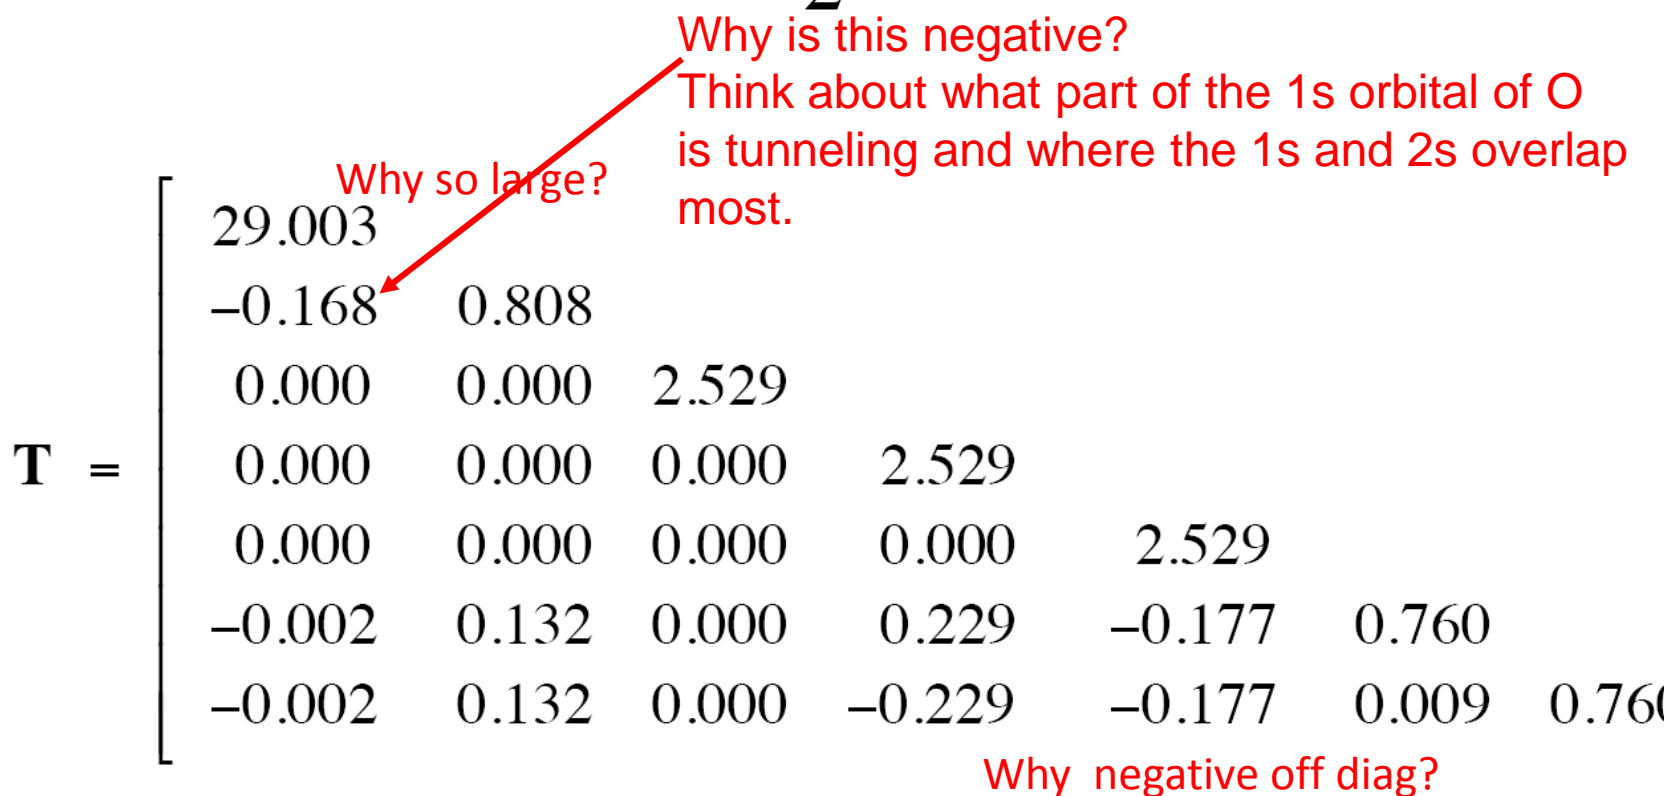 Why is this negative?
Think about what part of the 1s orbital of O
is tunneling and where the 1s and 2s overlap
most.
Why so large?
29.003
−0.168 0.808
0.000 0.000 2.529
T = 0.000 0.000 0.000 2.529
0.000 0.000 0.000 0.000 2.529
−0.002 0.132 0.000 0.229 −0.177 0.760
−0.002 0.132 0.000 −0.229 −0.177 0.009 0.760
Why negative off diag?